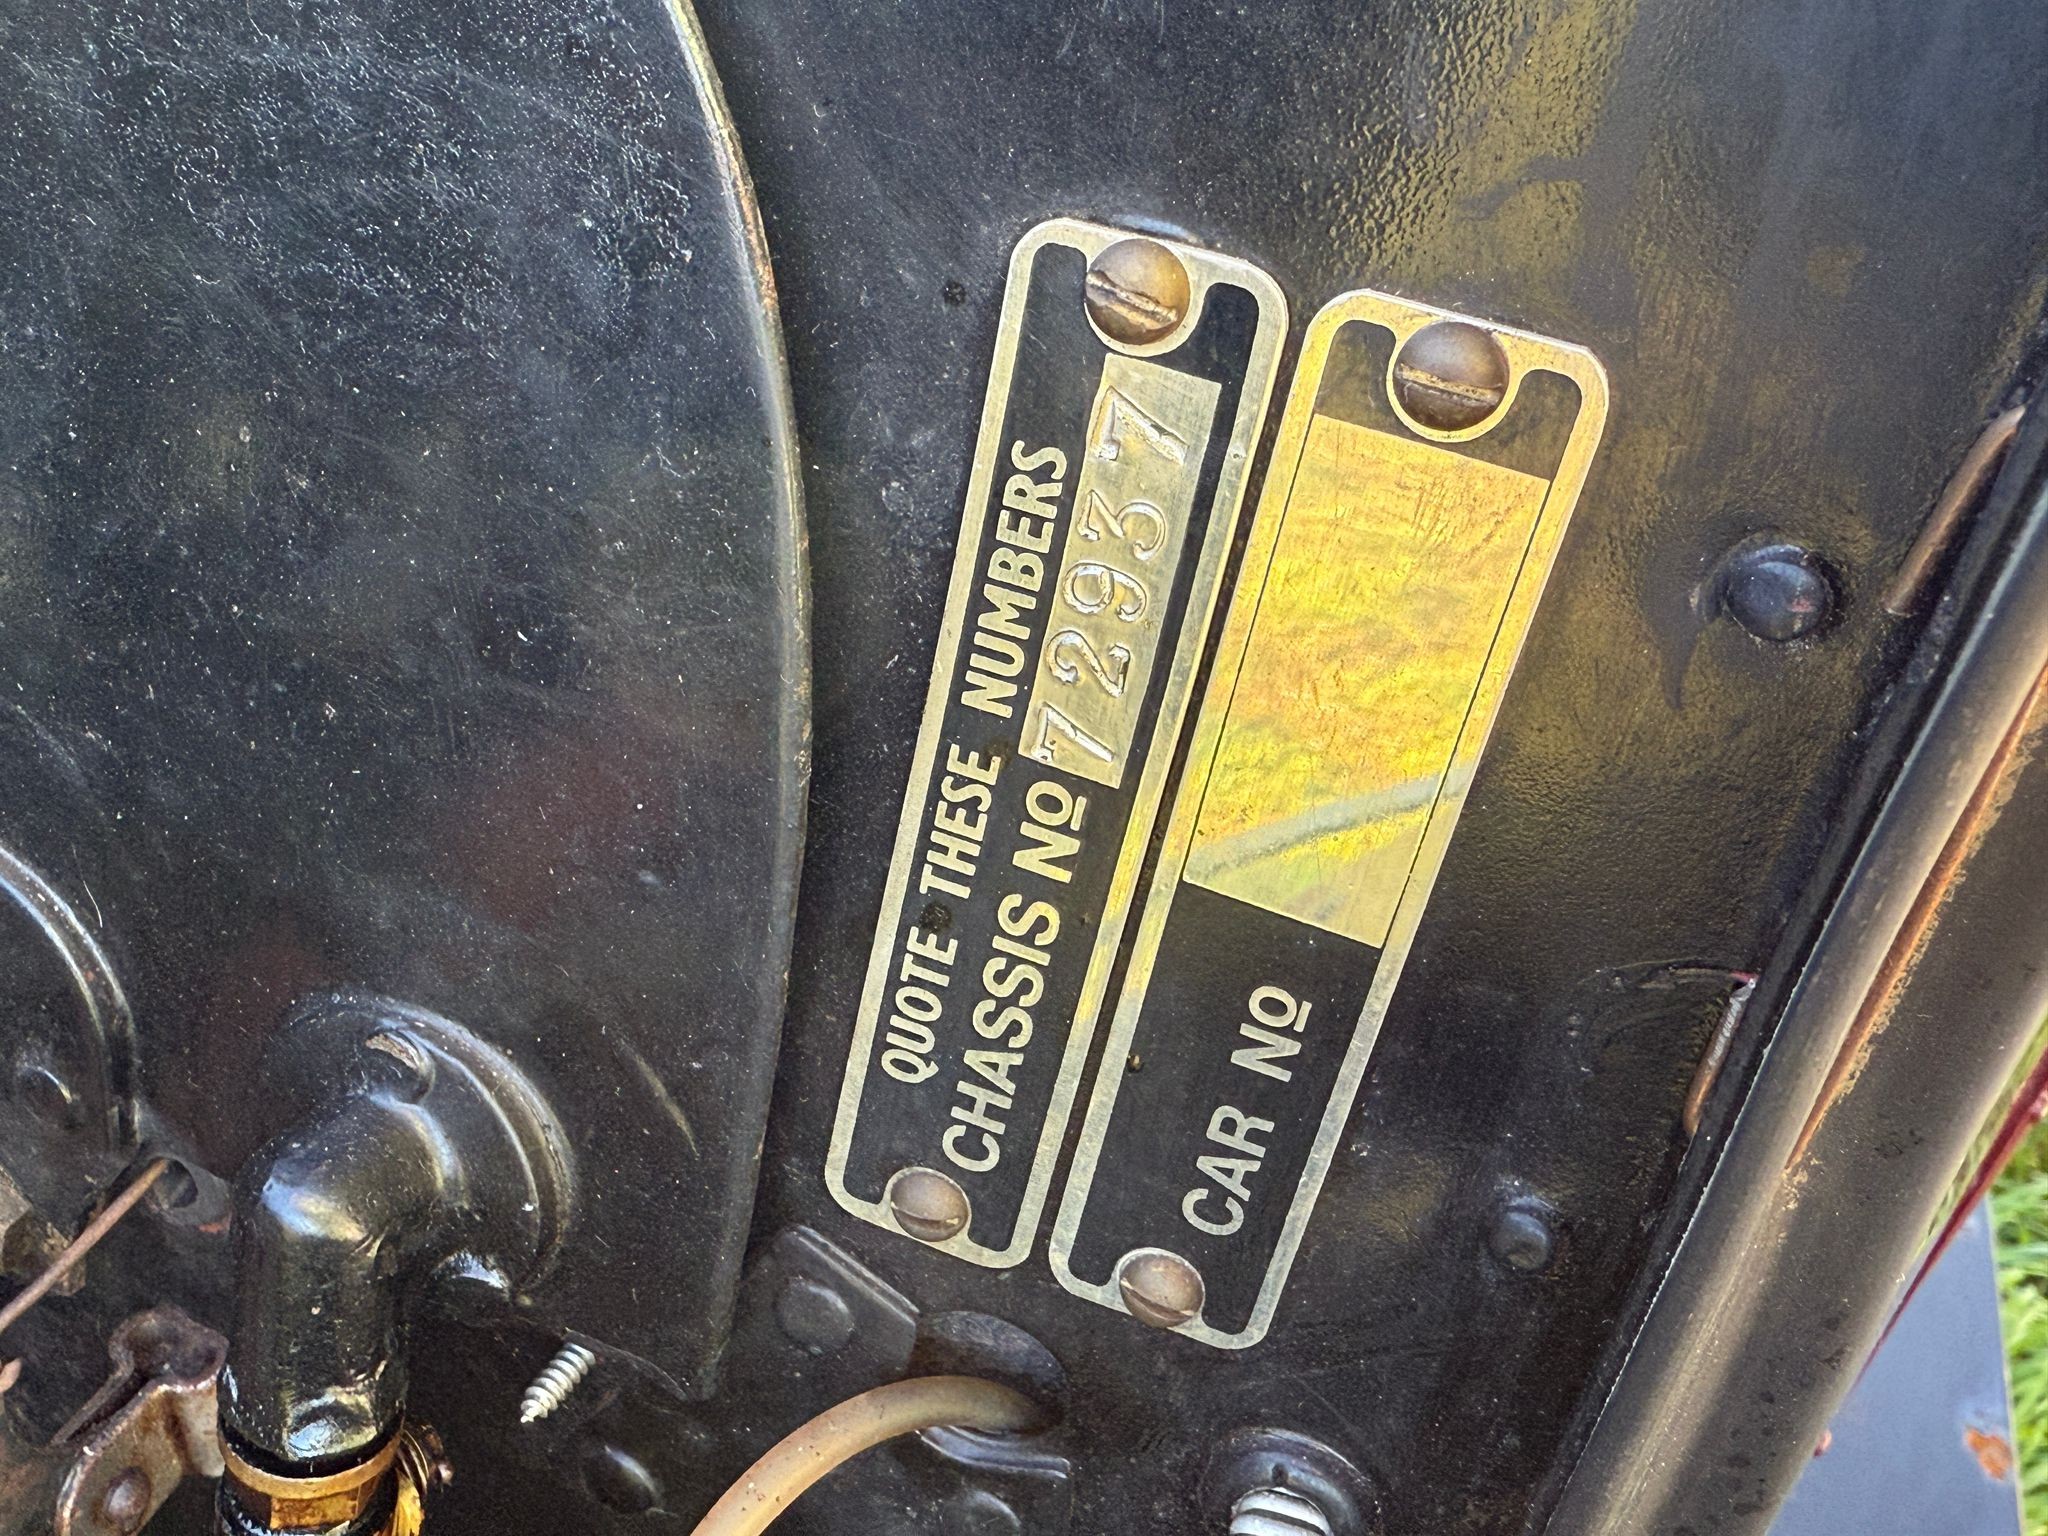 QUOTE THESE NUMBERS
CHASSIS Nº 72937
CAR Nº